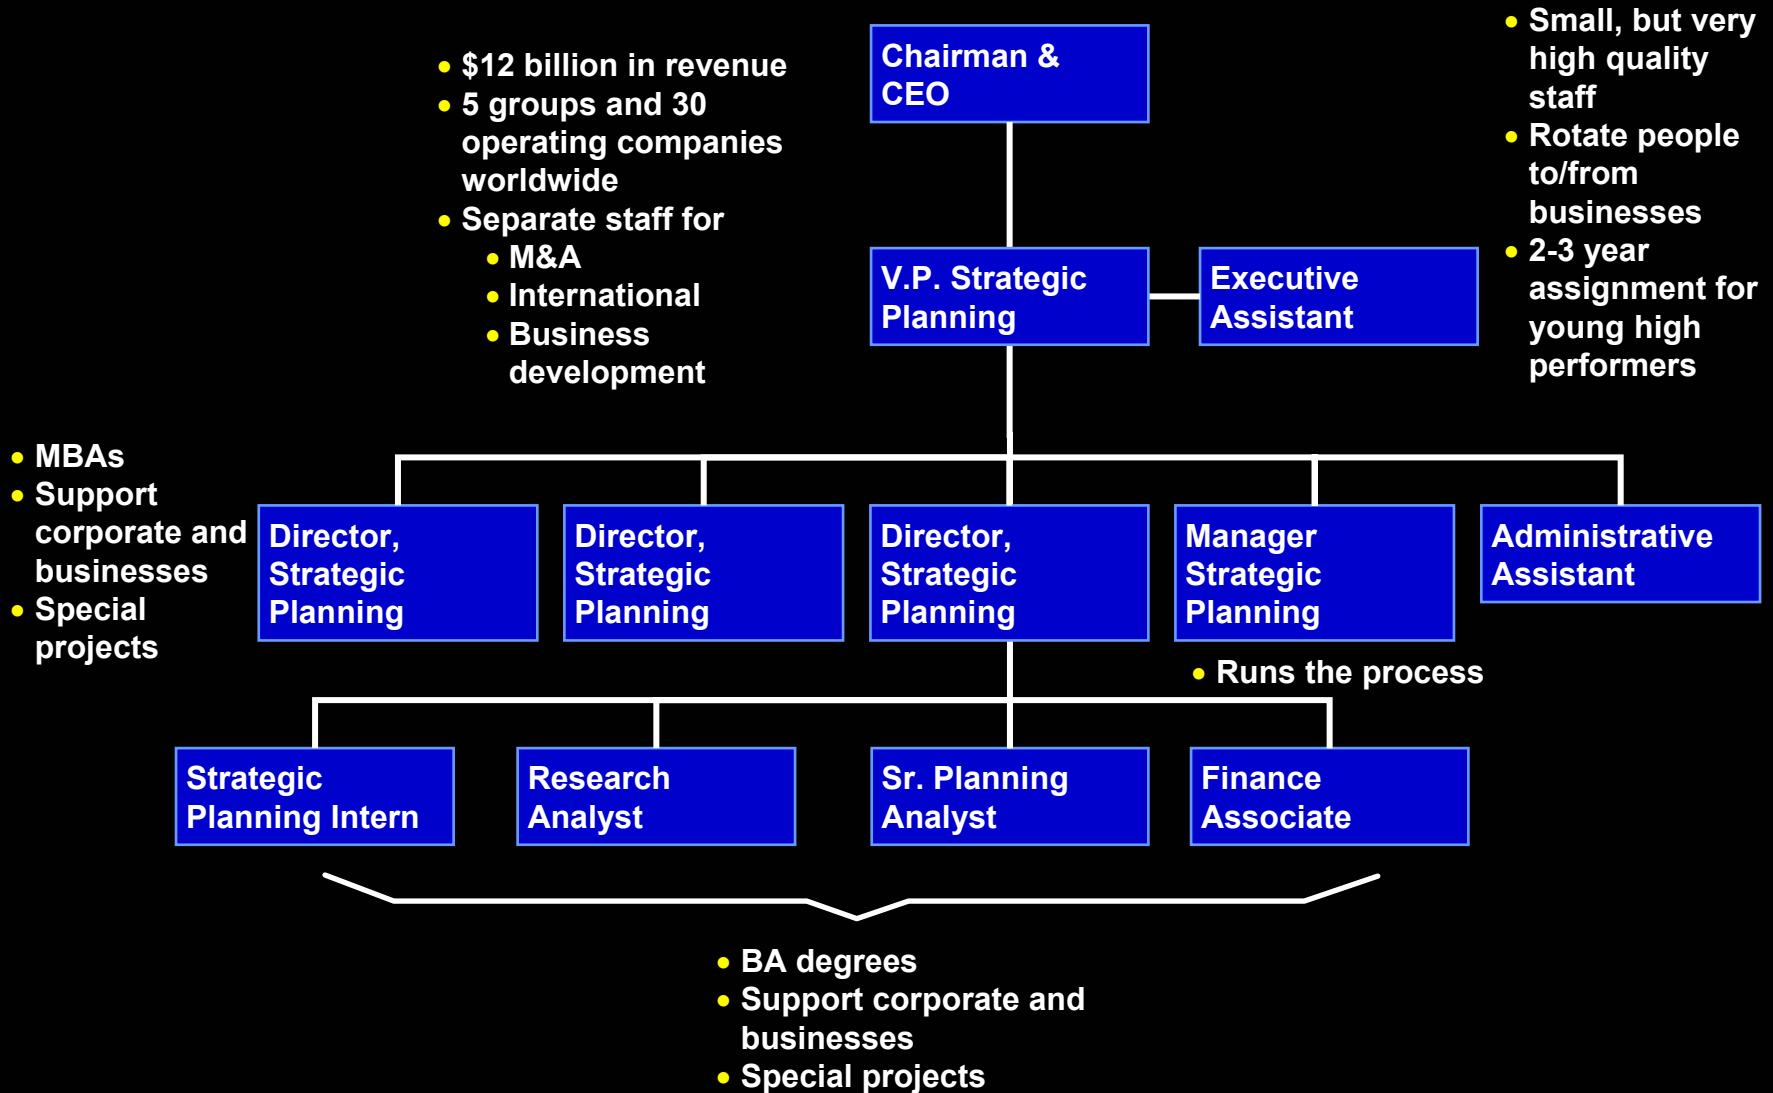 • $12 billion in revenue
• 5 groups and 30
operating companies
worldwide
• Separate staff for
• M&A
• International
• Business
development
Chairman &
CEO
• Small, but very
high quality
staff
• Rotate people
to/from
businesses
• 2-3 year
assignment for
young high
performers
V.P. Strategic
Planning
Executive
Assistant
• MBAs
• Support
corporate and
businesses
• Special
projects
Director,
Strategic
Planning
Director,
Strategic
Planning
Director,
Strategic
Planning
Manager
Strategic
Planning
Administrative
Assistant
• Runs the process
Strategic
Planning Intern
Research
Analyst
Sr. Planning
Analyst
Finance
Associate
• BA degrees
• Support corporate and
businesses
• Special projects